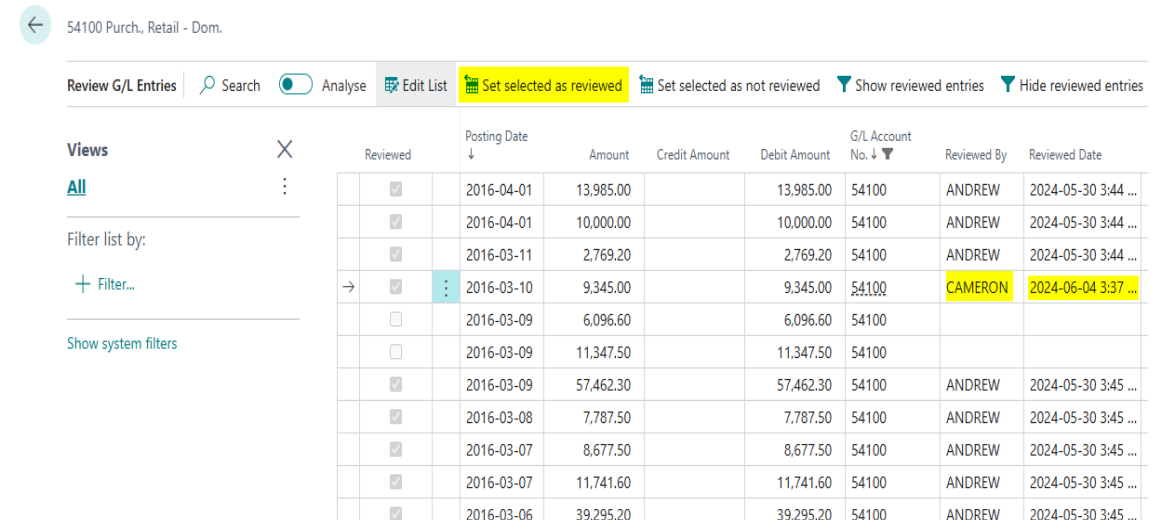 54100 Purch., Retail - Dom.
Review G/L Entries Search Analyse Edit List Set selected as reviewed Set selected as not reviewed Show reviewed entries Hide reviewed entries
Views
All
Filter list by:
Filter...
Show system filters
Reviewed Posting Date ↓ Amount Credit Amount Debit Amount G/L Account No. ↓ Reviewed By Reviewed Date
2016-04-01 13,985.00 13,985.00 54100 ANDREW 2024-05-30 3:44 ...
2016-04-01 10,000.00 10,000.00 54100 ANDREW 2024-05-30 3:44 ...
2016-03-11 2,769.20 2,769.20 54100 ANDREW 2024-05-30 3:44 ...
2016-03-10 9,345.00 9,345.00 54100 CAMERON 2024-06-04 3:37 ...
2016-03-09 6,096.60 6,096.60 54100
2016-03-09 11,347.50 11,347.50 54100
2016-03-09 57,462.30 57,462.30 54100 ANDREW 2024-05-30 3:45 ...
2016-03-08 7,787.50 7,787.50 54100 ANDREW 2024-05-30 3:45 ...
2016-03-07 8,677.50 8,677.50 54100 ANDREW 2024-05-30 3:45 ...
2016-03-07 11,741.60 11,741.60 54100 ANDREW 2024-05-30 3:45 ...
2016-03-06 39,295.20 39,295.20 54100 ANDREW 2024-05-30 3:45 ...